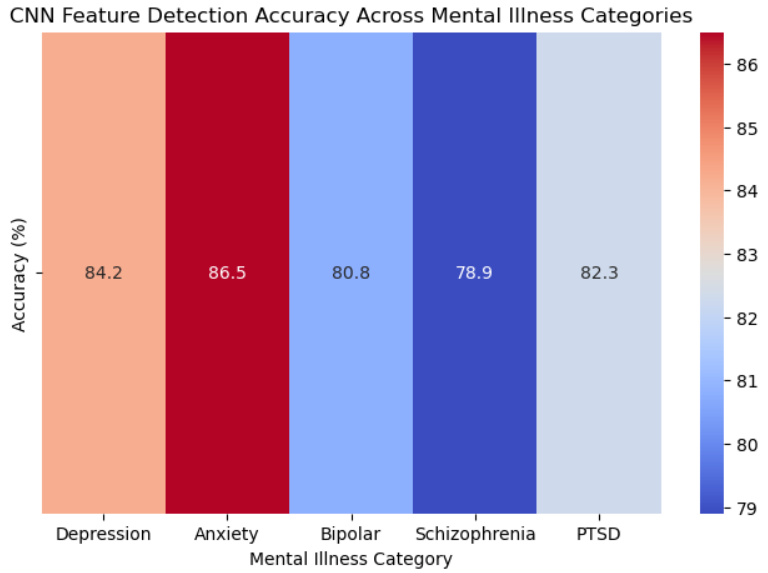 CNN Feature Detection Accuracy Across Mental Illness Categories
Accuracy (%)
84.2 86.5 80.8 78.9 82.3
Depression Anxiety Bipolar Schizophrenia PTSD
Mental Illness Category
86
85
84
83
82
81
80
79